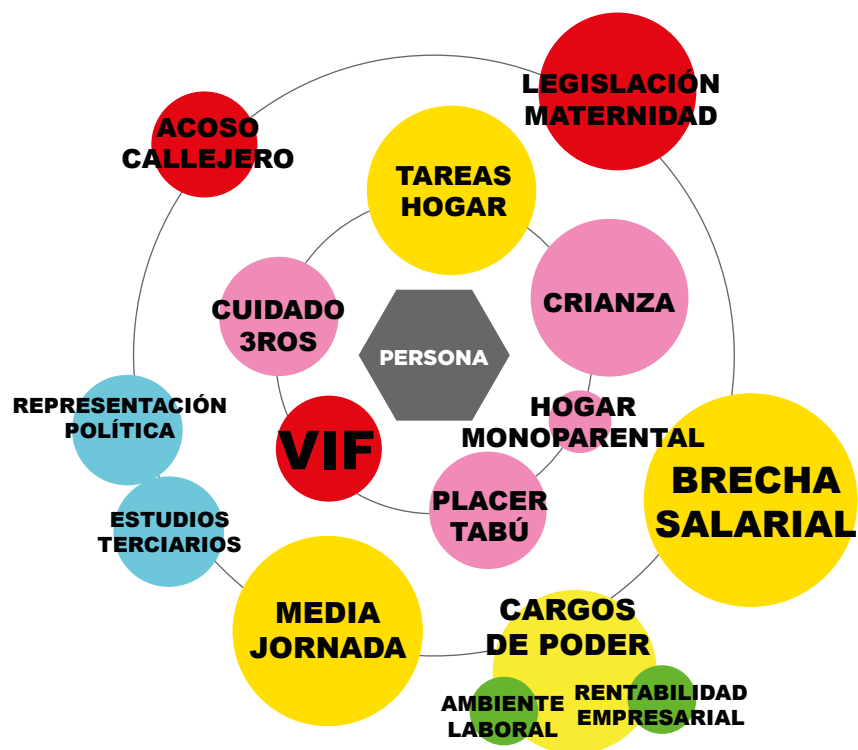 LEGISLACIÓN
MATERNIDAD
ACOSO
CALLEJERO
TAREAS
HOGAR
CRIANZA
CUIDADO
3ROS
PERSONA
HOGAR
MONOPARENTAL
REPRESENTACIÓN
POLÍTICA
VIF
BRECHA
SALARIAL
PLACER
TABÚ
ESTUDIOS
TERCIARIOS
MEDIA
JORNADA
CARGOS
DE PODER
AMBIENTE
LABORAL
RENTABILIDAD
EMPRESARIAL